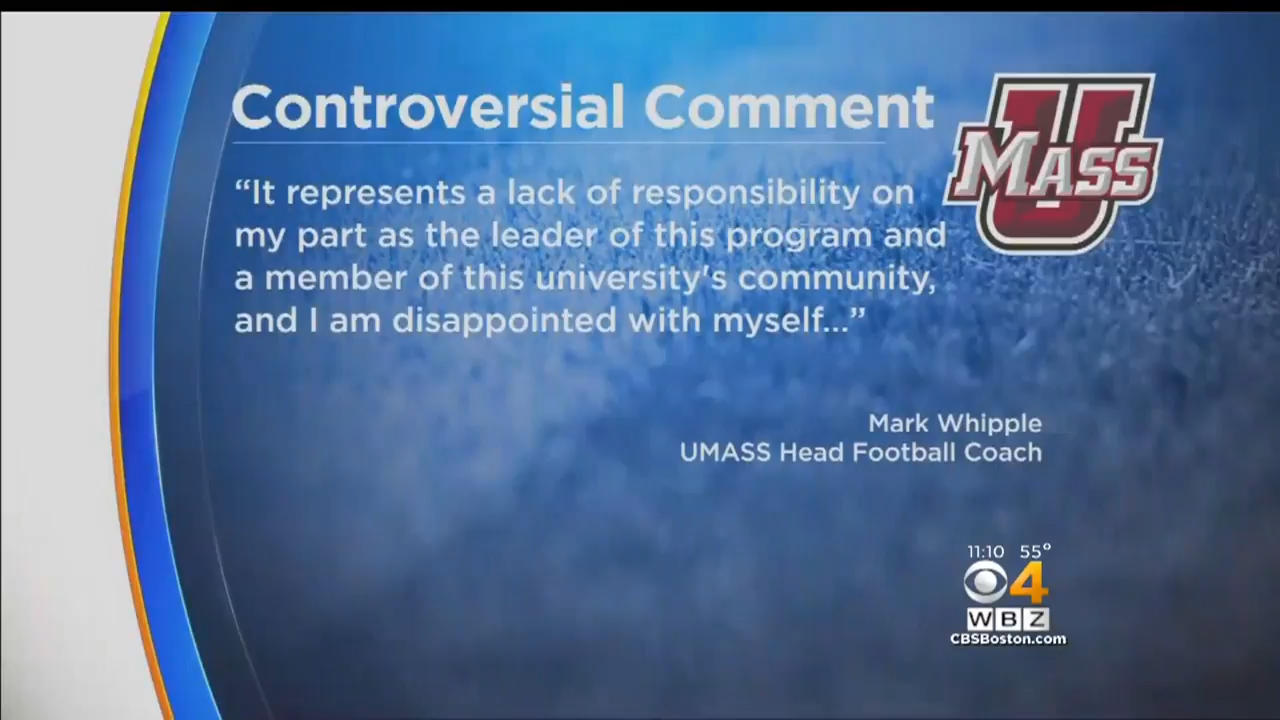 Controversial Comment
U
MASS
“It represents a lack of responsibility on
my part as the leader of this program and
a member of this university's community,
and I am disappointed with myself...”
Mark Whipple
UMASS Head Football Coach
11:10 55°
4
WBZ
CBSBoston.com